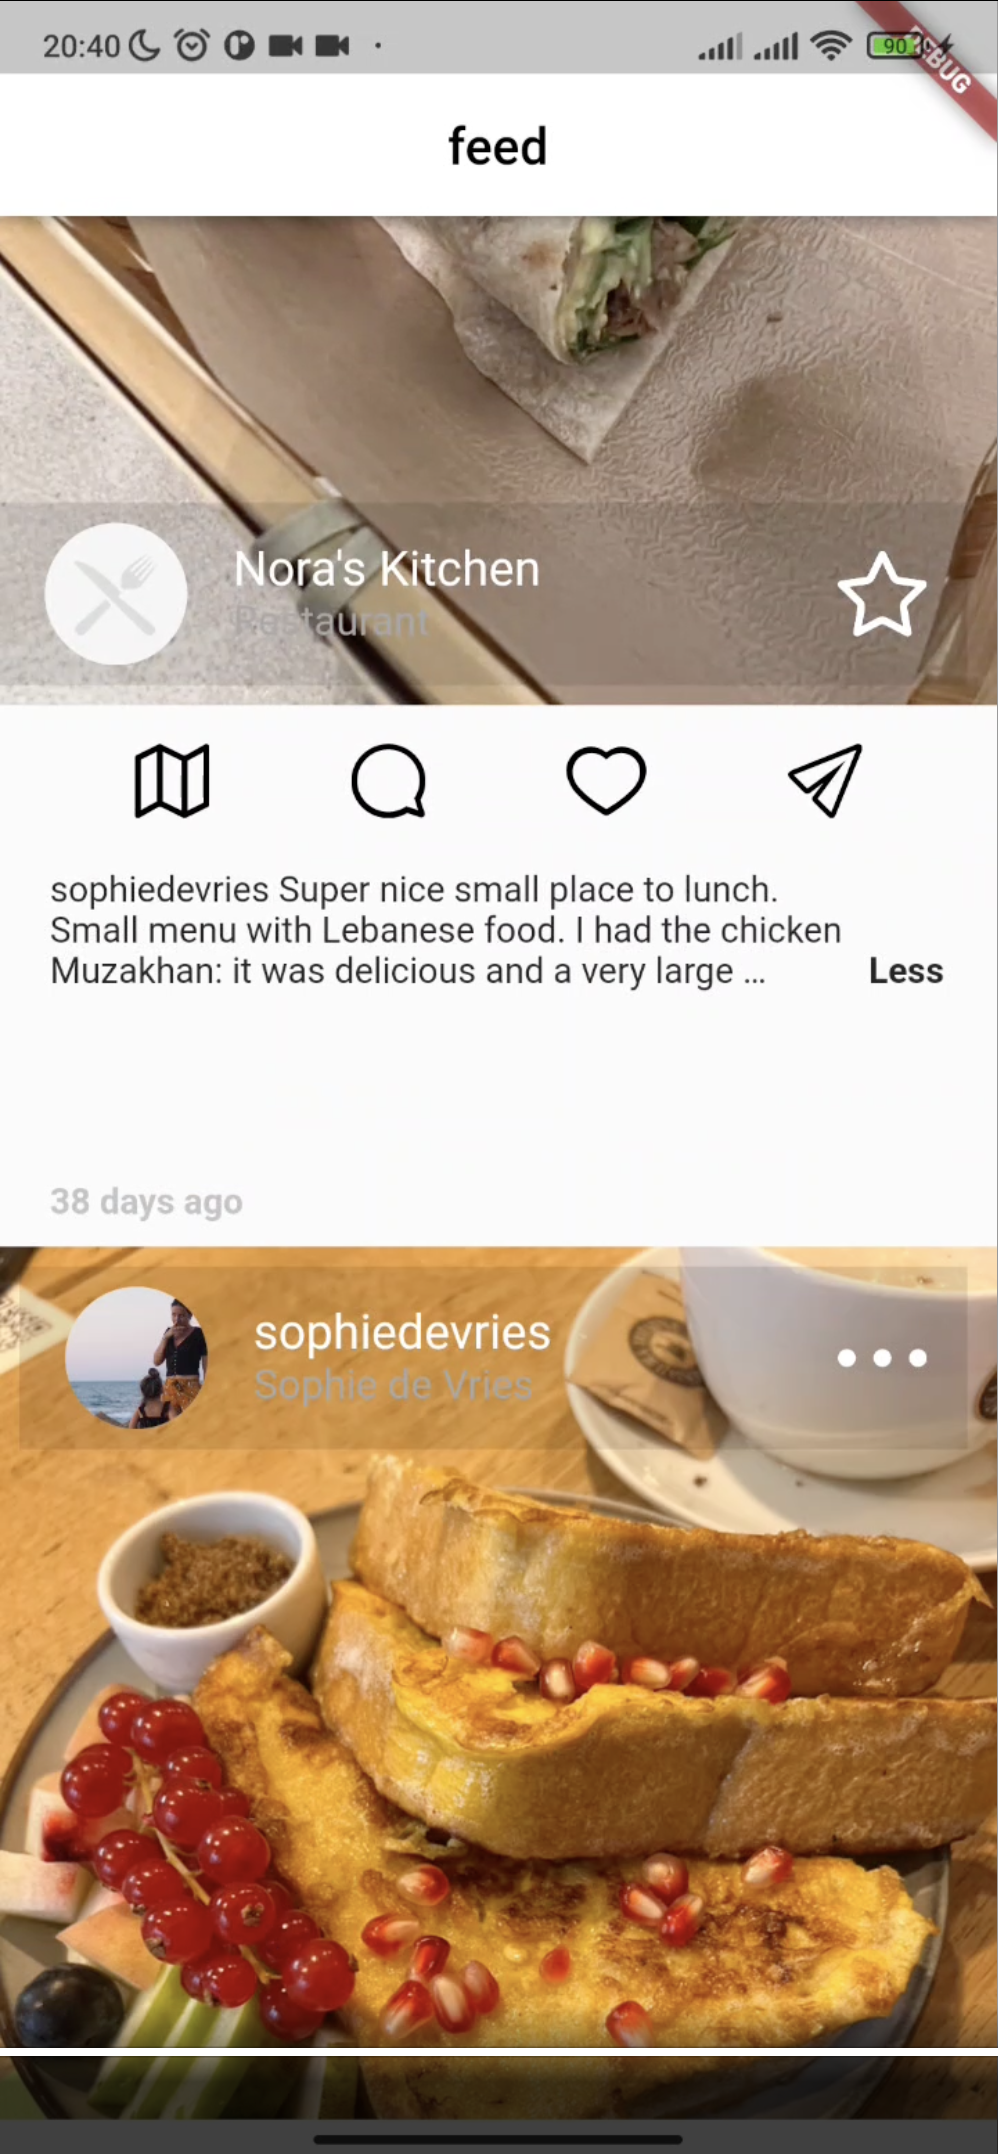 20:40
90
DEBUG
feed
Nora's Kitchen
Restaurant
sophiedevries Super nice small place to lunch.
Small menu with Lebanese food. I had the chicken
Muzakhan: it was delicious and a very large ...
Less
38 days ago
sophiedevries
Sophie de Vries